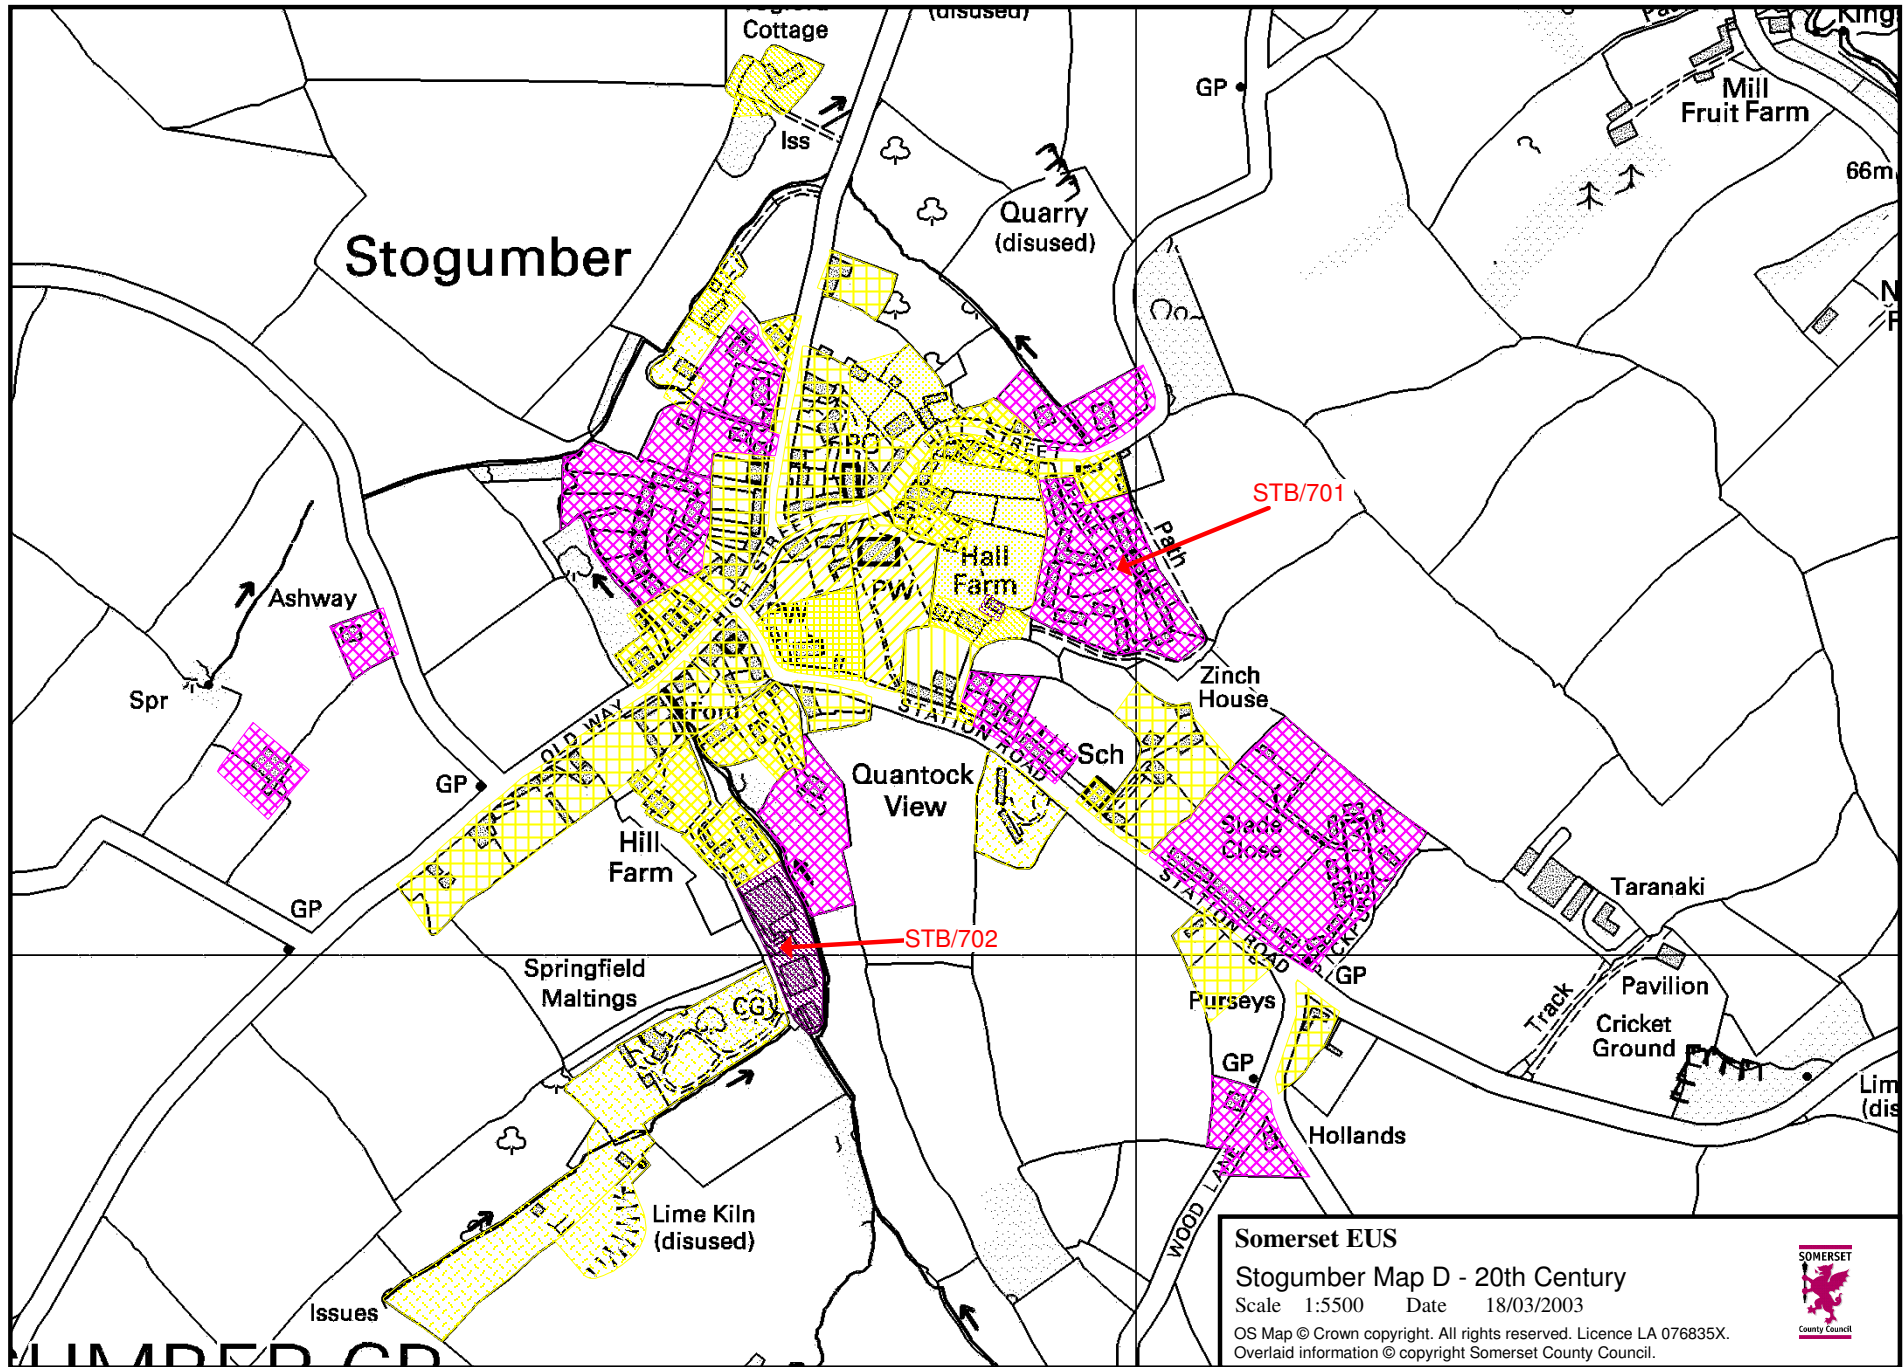 Cottage
(disused)
GP
Mill
Fruit Farm
Iss
66m
Quarry
(disused)
Stogumber
PO
STREET
STB/701
Path
HIGH STREET
Hall
Farm
PW
Ashway
Spr
Zinch
House
OLD WAY
STATION ROAD
Sch
GP
Quantock
View
Slade
Close
Hill
Farm
Taranaki
GP
STATION ROAD
STB/702
Springfield
Maltings
CG
GP
Purseys
Pavilion
Track
Cricket
Ground
GP
Hollands
WOOD LANE
Lime Kiln
(disused)
Issues
Somerset EUS
Stogumber Map D - 20th Century
Scale 1:5500 Date 18/03/2003
OS Map © Crown copyright. All rights reserved. Licence LA 076835X.
Overlaid information © copyright Somerset County Council.
SOMERSET
County Council